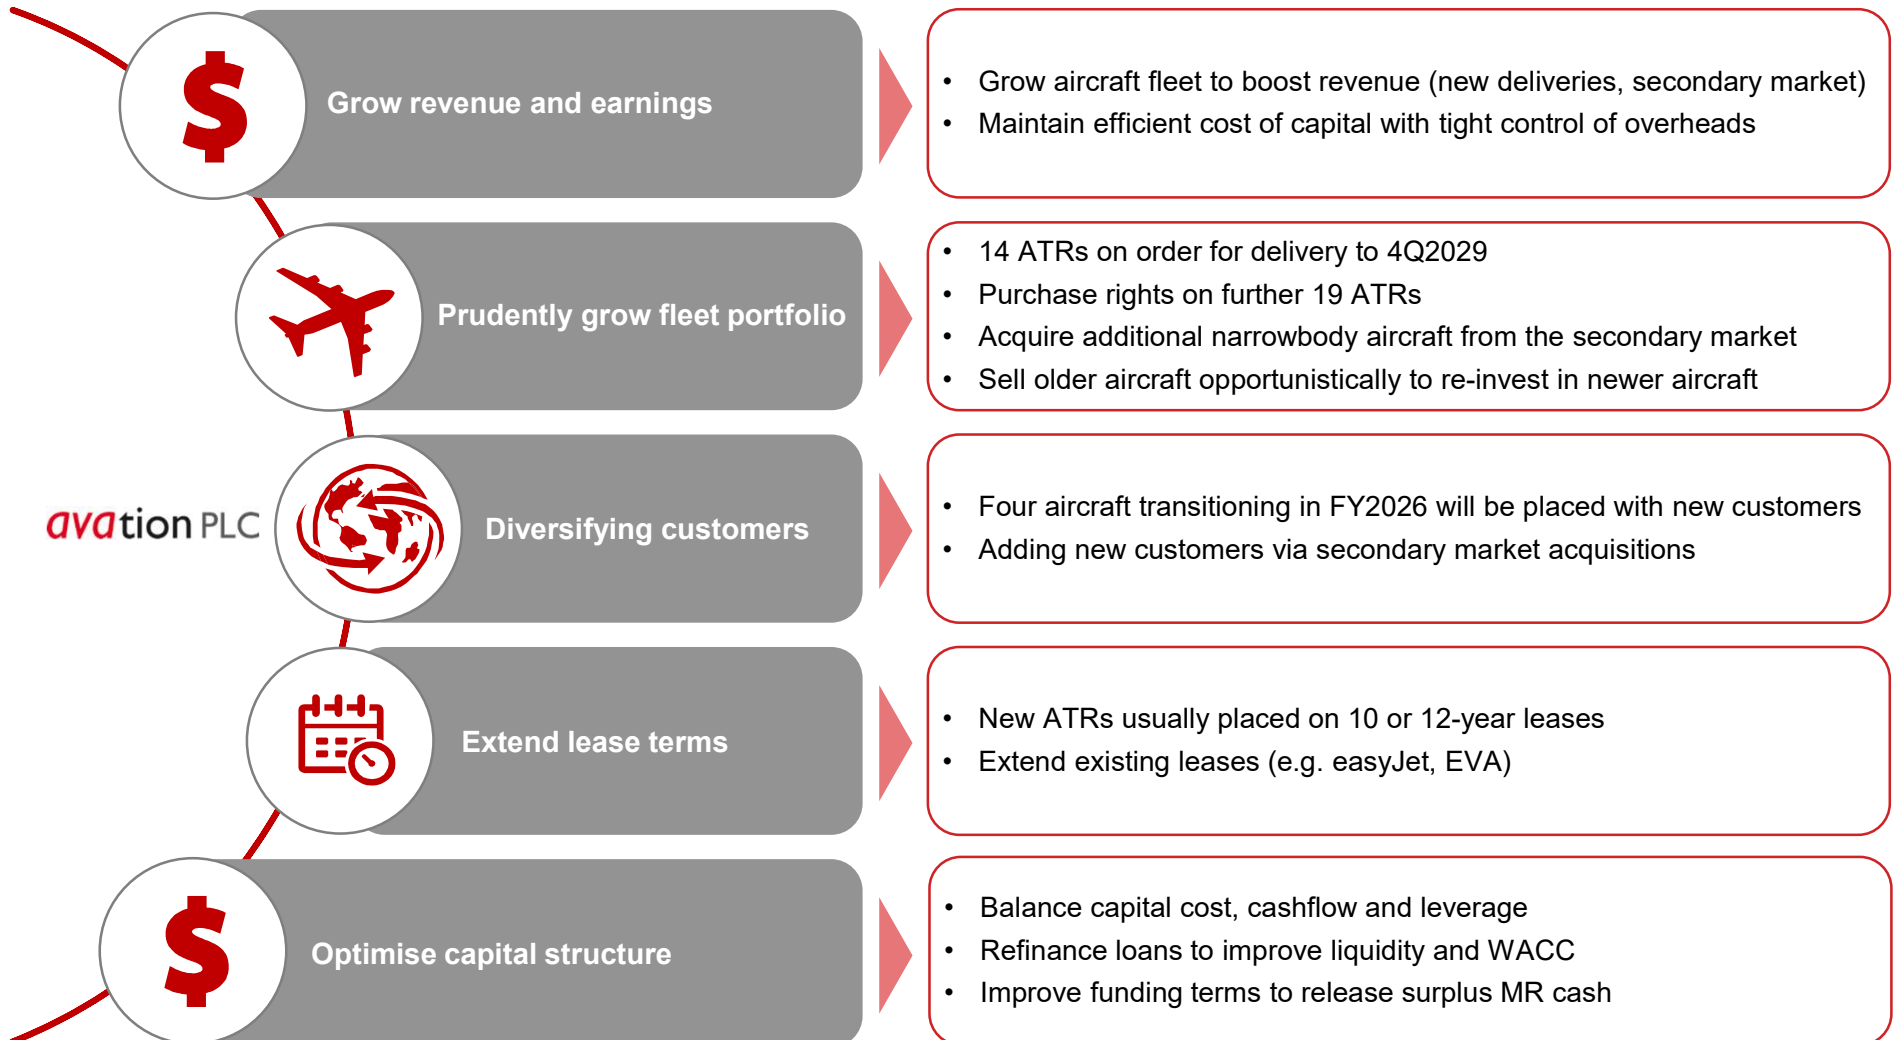 Grow revenue and earnings
• Grow aircraft fleet to boost revenue (new deliveries, secondary market)
• Maintain efficient cost of capital with tight control of overheads
Prudently grow fleet portfolio
• 14 ATRs on order for delivery to 4Q2029
• Purchase rights on further 19 ATRs
• Acquire additional narrowbody aircraft from the secondary market
• Sell older aircraft opportunistically to re-invest in newer aircraft
avation PLC
Diversifying customers
• Four aircraft transitioning in FY2026 will be placed with new customers
• Adding new customers via secondary market acquisitions
Extend lease terms
• New ATRs usually placed on 10 or 12-year leases
• Extend existing leases (e.g. easyJet, EVA)
Optimise capital structure
• Balance capital cost, cashflow and leverage
• Refinance loans to improve liquidity and WACC
• Improve funding terms to release surplus MR cash